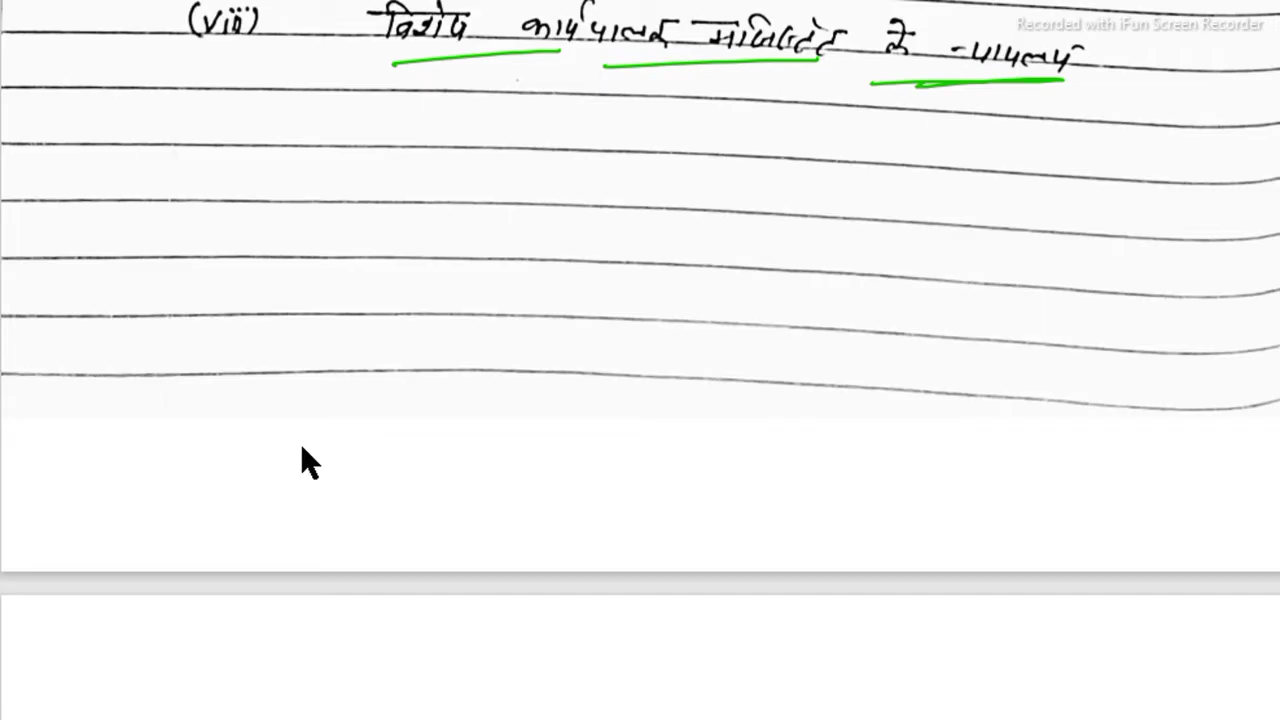 Recorded with iFun Screen Recorder
(viii) विशेष कार्यपालक मजिस्ट्रेट के न्यायालय